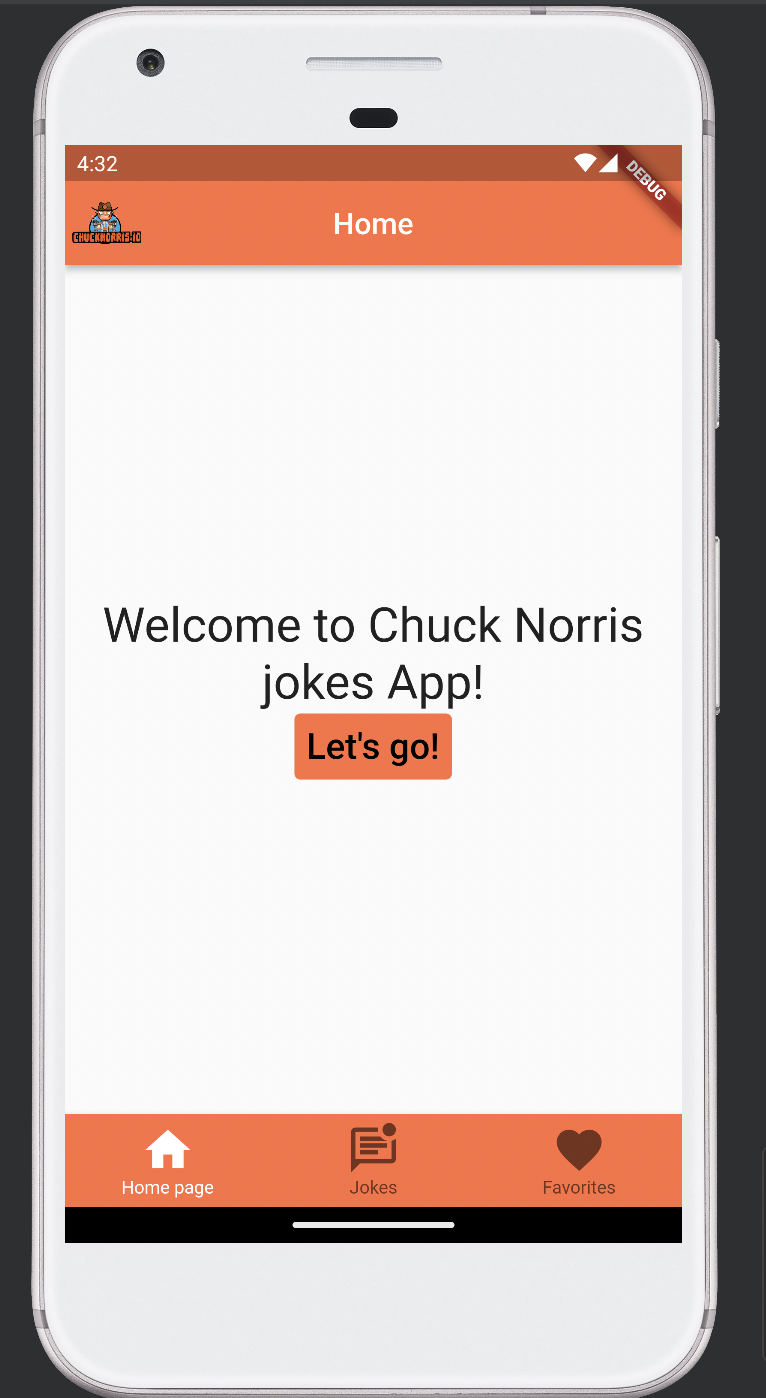 4:32
DEBUG
CHUCKNORRIS.IO
Home
Welcome to Chuck Norris
jokes App!
Let's go!
Home page
Jokes
Favorites